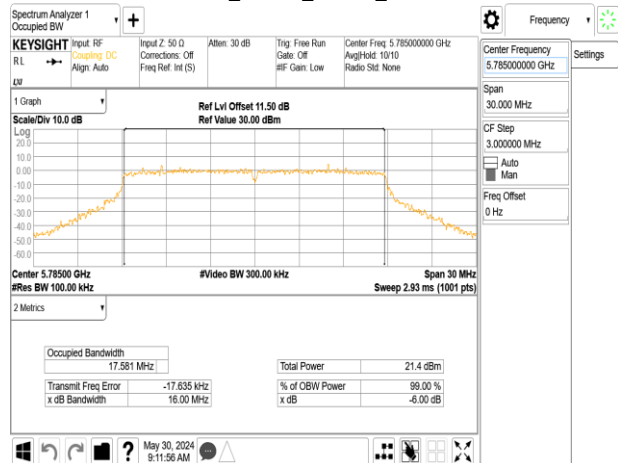 Spectrum Analyzer 1
Occupied BW
Frequency
KEYSIGHT
RL
Input: RF
Coupling: DC
Align: Auto
Input Z: 50 Ω
Corrections: Off
Freq Ref: Int (S)
Atten: 30 dB
Trig: Free Run
Gate: Off
#IF Gain: Low
Center Freq: 5.785000000 GHz
Avg|Hold: 10/10
Radio Std: None
Center Frequency
5.785000000 GHz
Settings
Span
30.000 MHz
CF Step
3.000000 MHz
Auto
Man
Freq Offset
0 Hz
1 Graph
Scale/Div 10.0 dB
Ref Lvl Offset 11.50 dB
Ref Value 30.00 dBm
Log
20.0
10.0
0.00
-10.0
-20.0
-30.0
-40.0
-50.0
-60.0
Center 5.78500 GHz
#Res BW 100.00 kHz
#Video BW 300.00 kHz
Span 30 MHz
Sweep 2.93 ms (1001 pts)
2 Metrics
Occupied Bandwidth
17.581 MHz
Total Power 21.4 dBm
Transmit Freq Error -17.635 kHz
% of OBW Power 99.00 %
x dB Bandwidth 16.00 MHz
x dB -6.00 dB
May 30, 2024
9:11:56 AM